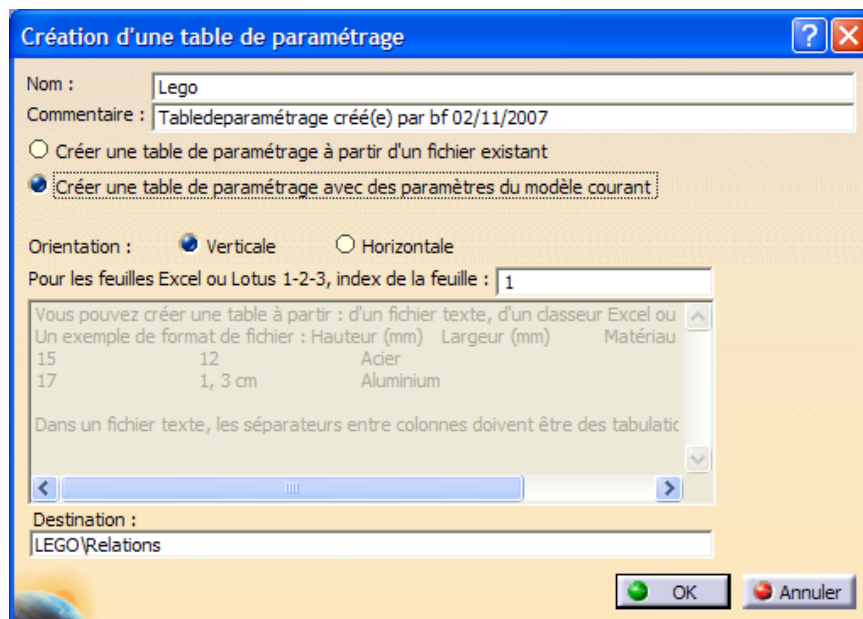 Création d'une table de paramétrage
Nom : Lego
Commentaire : Tabledeparamétrage créé(e) par bf 02/11/2007
Créer une table de paramétrage à partir d'un fichier existant
Créer une table de paramétrage avec des paramètres du modèle courant
Orientation : Verticale Horizontale
Pour les feuilles Excel ou Lotus 1-2-3, index de la feuille : 1
Vous pouvez créer une table à partir : d'un fichier texte, d'un classeur Excel ou
Un exemple de format de fichier : Hauteur (mm) Largeur (mm) Matériau
15 12 Acier
17 1, 3 cm Aluminium
Dans un fichier texte, les séparateurs entre colonnes doivent être des
Destination :
LEGO\Relations
OK Annuler